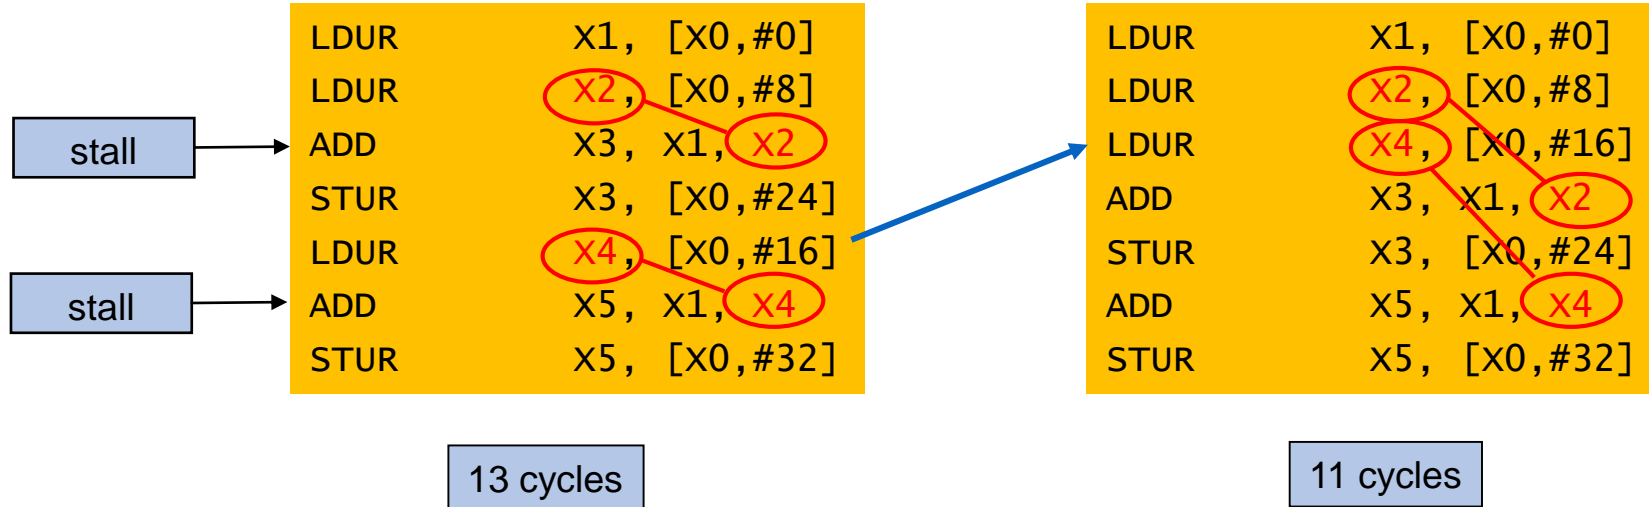 LDUR X1, [X0,#0]
LDUR X2, [X0,#8]
stall
ADD X3, X1, X2
STUR X3, [X0,#24]
LDUR X4, [X0,#16]
stall
ADD X5, X1, X4
STUR X5, [X0,#32]
13 cycles
LDUR X1, [X0,#0]
LDUR X2, [X0,#8]
LDUR X4, [X0,#16]
ADD X3, X1, X2
STUR X3, [X0,#24]
ADD X5, X1, X4
STUR X5, [X0,#32]
11 cycles